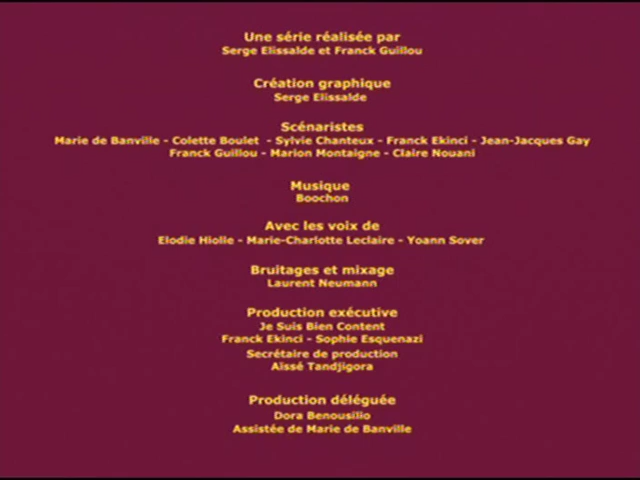 Une série réalisée par
Serge Elissalde et Franck Guillou
Création graphique
Serge Elissalde
Scénaristes
Marie de Banville - Colette Boulet - Sylvie Chanteux - Franck Ekinci - Jean-Jacques Gay
Franck Guillou - Marion Montaigne - Claire Nouani
Musique
Boochon
Avec les voix de
Elodie Hiolle - Marie-Charlotte Leclaire - Yoann Sover
Bruitages et mixage
Laurent Neumann
Production exécutive
Je Suis Bien Content
Franck Ekinci - Sophie Esquenazi
Secrétaire de production
Aïssé Tandjigora
Production déléguée
Dora Benousilio
Assistée de Marie de Banville